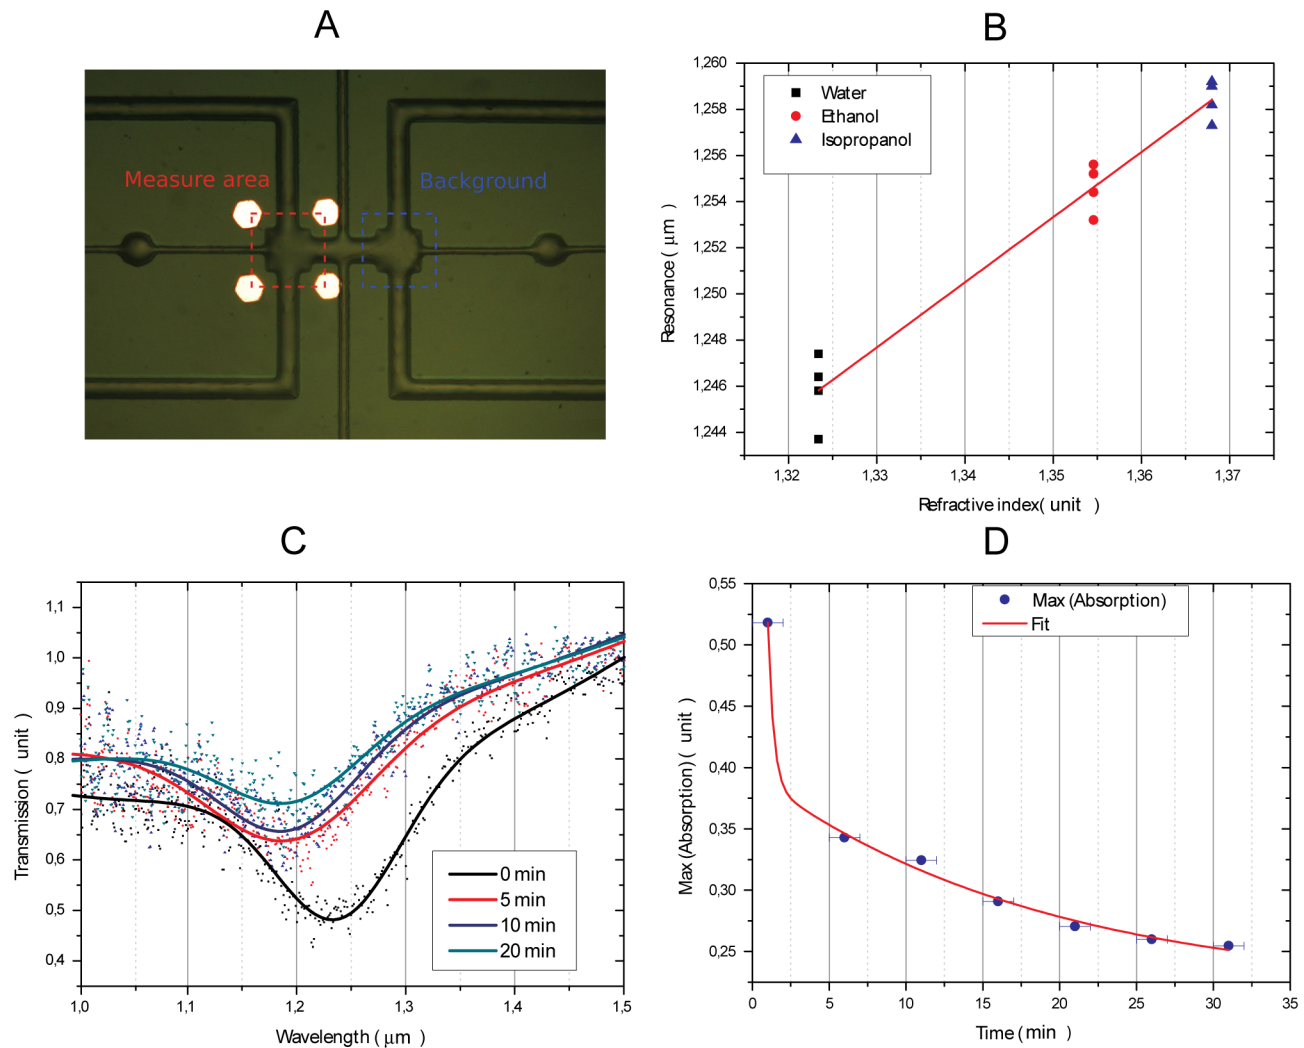 A
Measure area
Background
B
1,260
1,258
1,256
1,254
1,252
1,250
1,248
1,246
1,244
Resonance ( μm )
Water
Ethanol
Isopropanol
1,32
1,33
1,34
1,35
1,36
1,37
Refractive index( unit )
C
1,1
1,0
0,9
0,8
0,7
0,6
0,5
0,4
Transmission ( unit )
0 min
5 min
10 min
20 min
1,0
1,1
1,2
1,3
1,4
1,5
Wavelength ( μm )
D
0,55
0,50
0,45
0,40
0,35
0,30
0,25
Max (Absorption) ( unit )
Max (Absorption)
Fit
0
5
10
15
20
25
30
35
Time ( min )